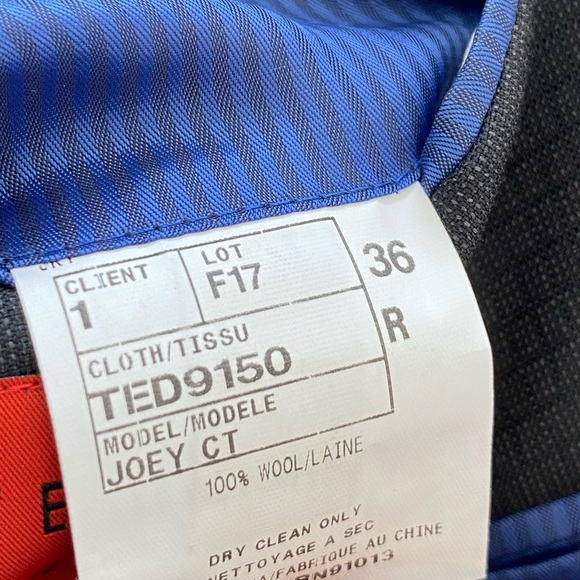 CLIENT
1
LOT
F17
36
R
CLOTH/TISSU
TED9150
MODEL/MODELE
JOEY CT
100% WOOL/LAINE
DRY CLEAN ONLY
NETTOYAGE A SEC
/FABRIQUE AU CHINE
RN91013
E